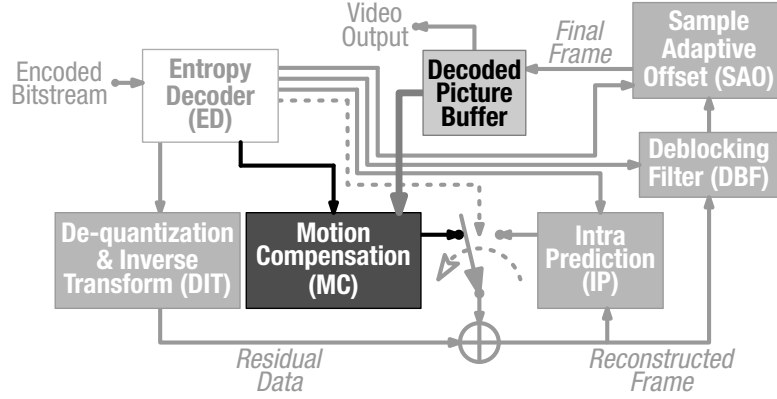 Video
Output
Encoded
Bitstream
Entropy
Decoder
(ED)
Decoded
Picture
Buffer
Final
Frame
Sample
Adaptive
Offset (SAO)
Deblocking
Filter (DBF)
De-quantization
& Inverse
Transform (DIT)
Motion
Compensation
(MC)
Intra
Prediction
(IP)
Residual
Data
Reconstructed
Frame